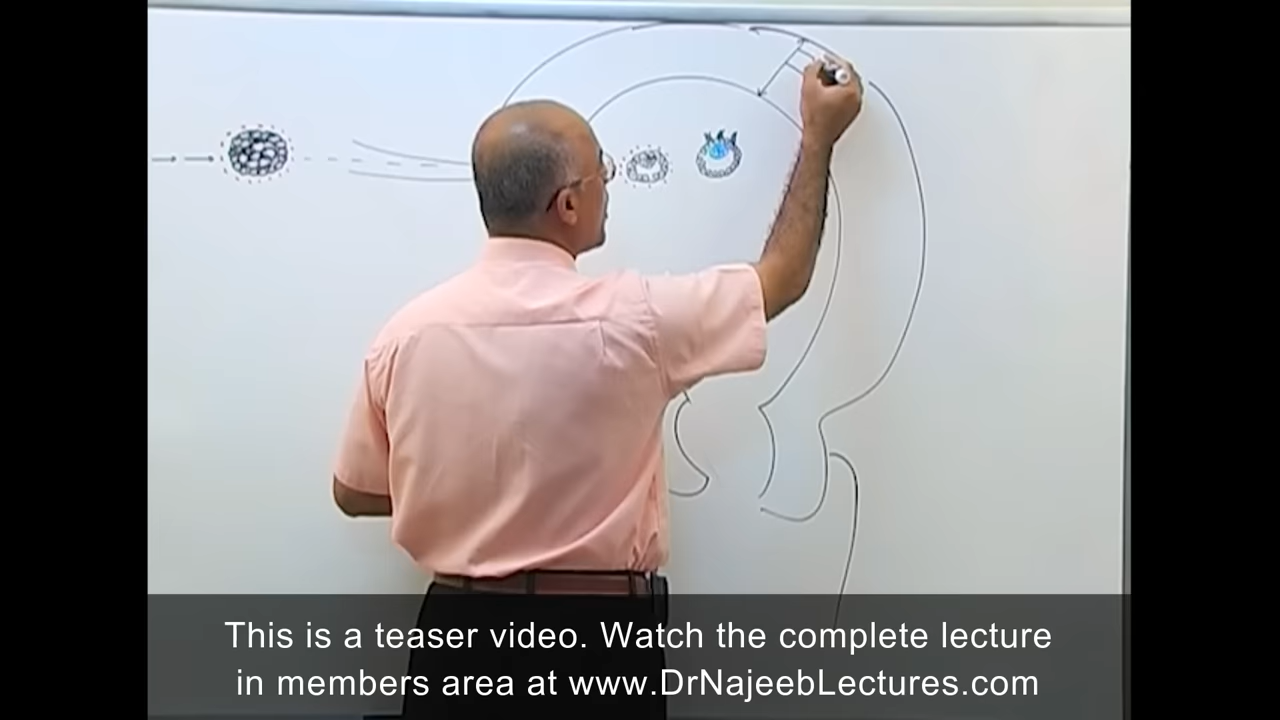 This is a teaser video. Watch the complete lecture
in members area at www.DrNajeebLectures.com